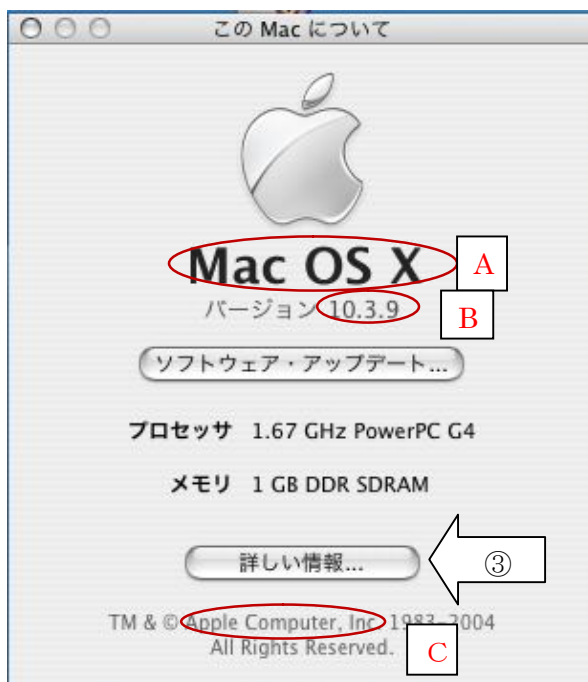 この Mac について
Mac OS X
A
バージョン 10.3.9
B
ソフトウェア・アップデート...
プロセッサ 1.67 GHz PowerPC G4
メモリ 1 GB DDR SDRAM
詳しい情報...
③
TM & © Apple Computer, Inc. 1983-2004
All Rights Reserved.
C